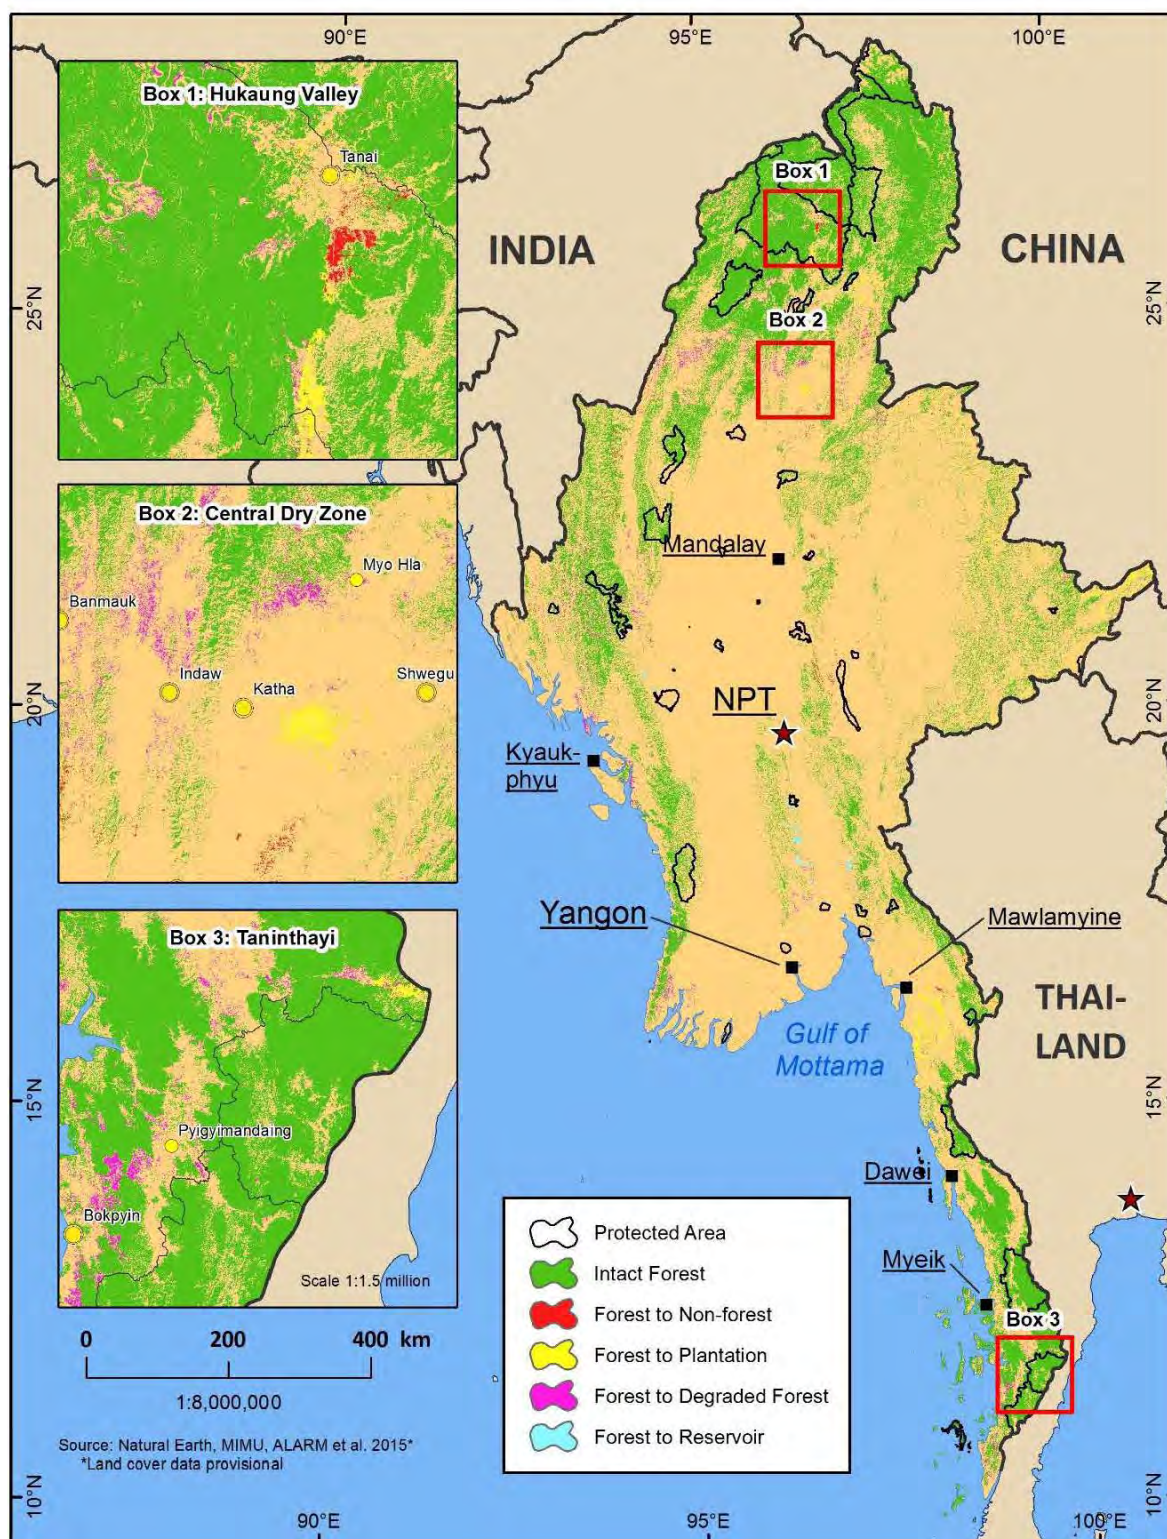 90°E
95°E
100°E
Box 1: Hukaung Valley
Tanai
Box 1
INDIA
CHINA
25°N
25°N
Box 2
Box 2: Central Dry Zone
Myo Hla
Banmauk
Indaw
Katha
Shwegu
Mandalay
20°N
20°N
NPT
Kyauk-
phyu
Box 3: Taninthayi
Yangon
Mawlamyine
THAI-
LAND
Gulf of
Mottama
15°N
15°N
Pyigyimandaing
Bokpyin
Scale 1:1.5 million
Dawei
Myeik
Box 3
Protected Area
Intact Forest
Forest to Non-forest
Forest to Plantation
Forest to Degraded Forest
Forest to Reservoir
0 200 400 km
1:8,000,000
Source: Natural Earth, MIMU, ALARM et al. 2015*
*Land cover data provisional
10°N
10°N
90°E
95°E
100°E